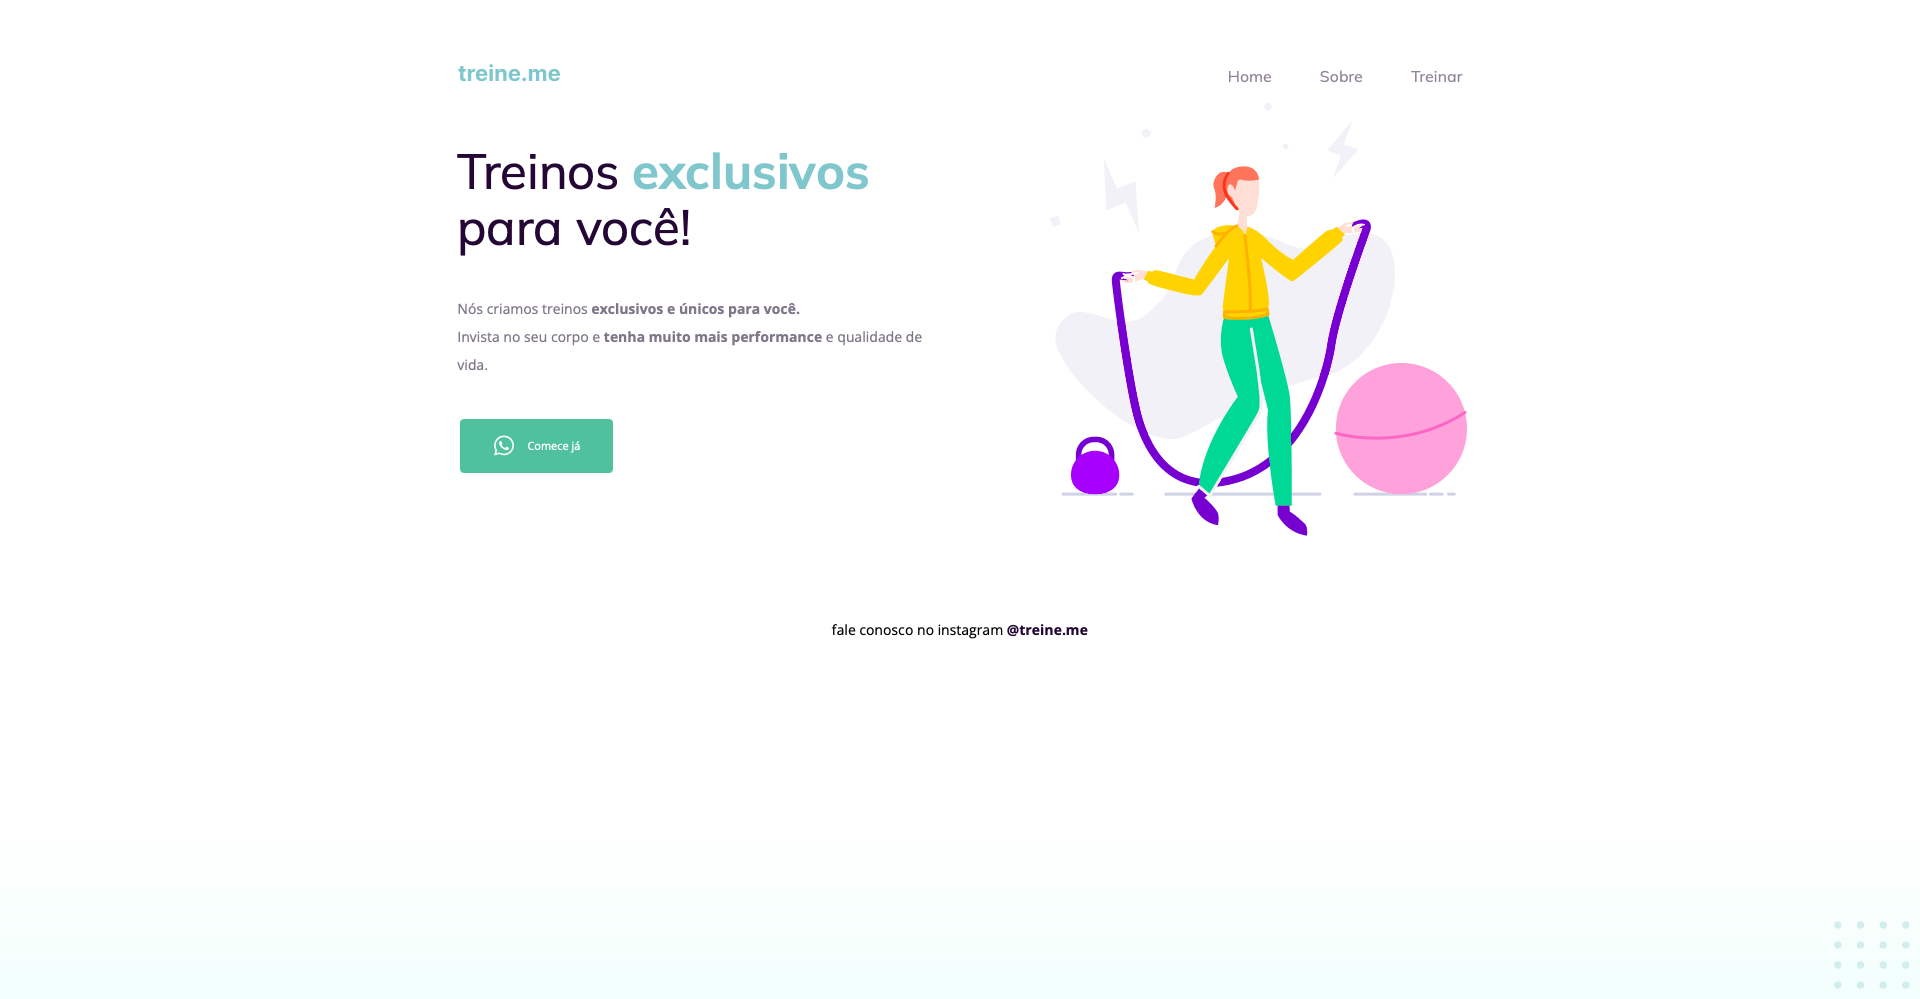 treine.me
Home
Sobre
Treinar
Treinos exclusivos
para você!
Nós criamos treinos exclusivos e únicos para você.
Invista no seu corpo e tenha muito mais performance e qualidade de
vida.
Comece já
fale conosco no instagram @treine.me